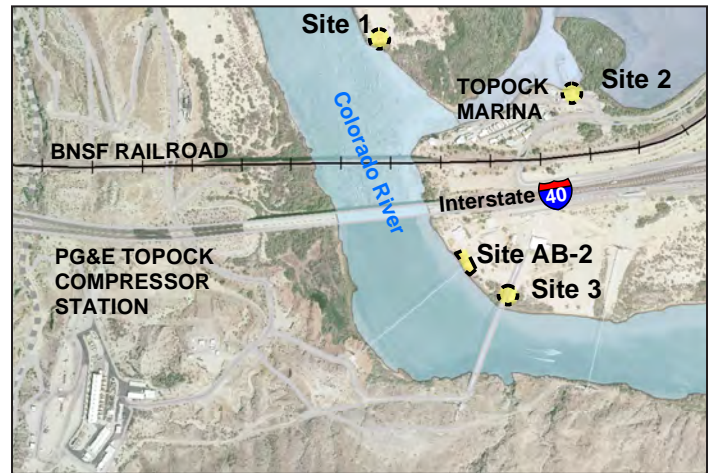 Site 1
Site 2
TOPOCK
MARINA
Colorado River
BNSF RAILROAD
Interstate 40
PG&E TOPOCK
COMPRESSOR
STATION
Site AB-2
Site 3